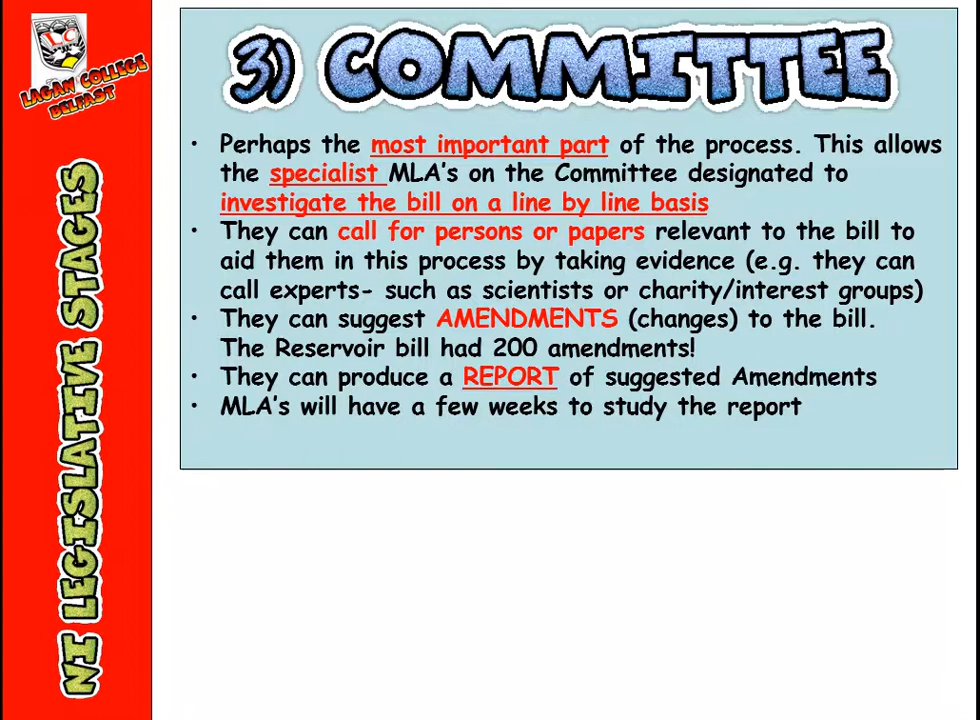 LC
LAGAN COLLEGE
BELFAST
NI LEGISLATIVE STAGES
3) COMMITTEE
• Perhaps the most important part of the process. This allows
the specialist MLA's on the Committee designated to
investigate the bill on a line by line basis
• They can call for persons or papers relevant to the bill to
aid them in this process by taking evidence (e.g. they can
call experts- such as scientists or charity/interest groups)
• They can suggest AMENDMENTS (changes) to the bill.
The Reservoir bill had 200 amendments!
• They can produce a REPORT of suggested Amendments
• MLA's will have a few weeks to study the report